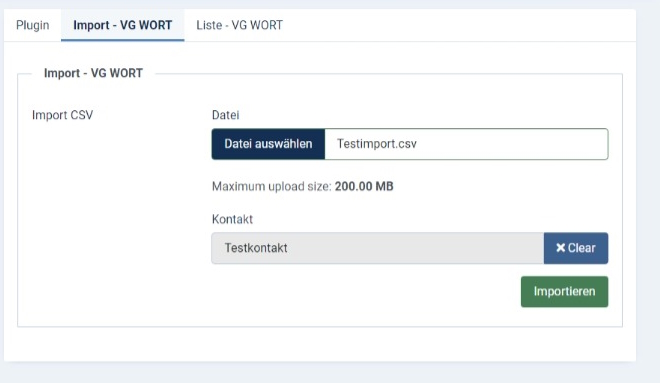 Plugin Import - VG WORT Liste - VG WORT
Import - VG WORT
Import CSV
Datei
Datei auswählen Testimport.csv
Maximum upload size: 200.00 MB
Kontakt
Testkontakt × Clear
Importieren